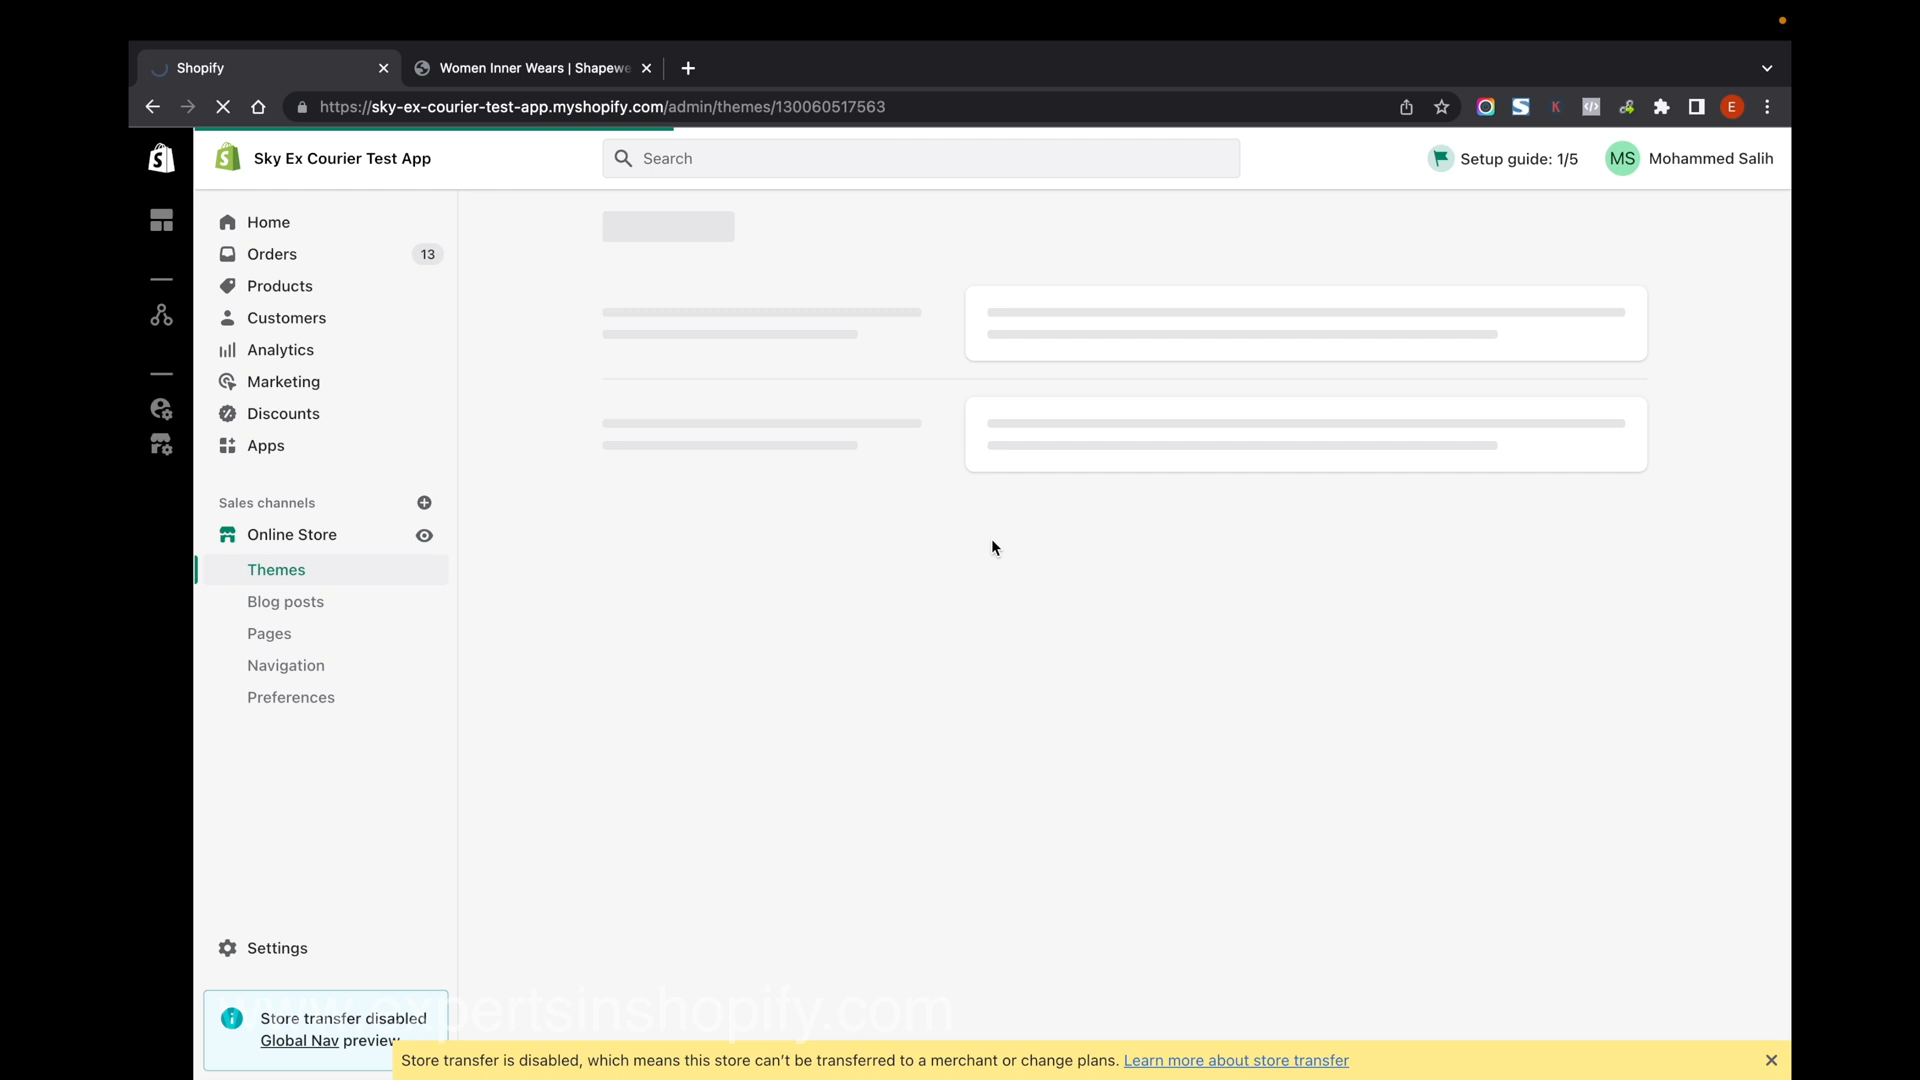 Shopify
Women Inner Wears | Shapewe
https://sky-ex-courier-test-app.myshopify.com/admin/themes/130060517563
E
Sky Ex Courier Test App
Search
Setup guide: 1/5
MS
Mohammed Salih
Home
Orders
13
Products
Customers
Analytics
Marketing
Discounts
Apps
Sales channels
Online Store
Themes
Blog posts
Pages
Navigation
Preferences
Settings
www.expertsinshopify.com
Store transfer disabled
Global Nav preview
Store transfer is disabled, which means this store can’t be transferred to a merchant or change plans. Learn more about store transfer